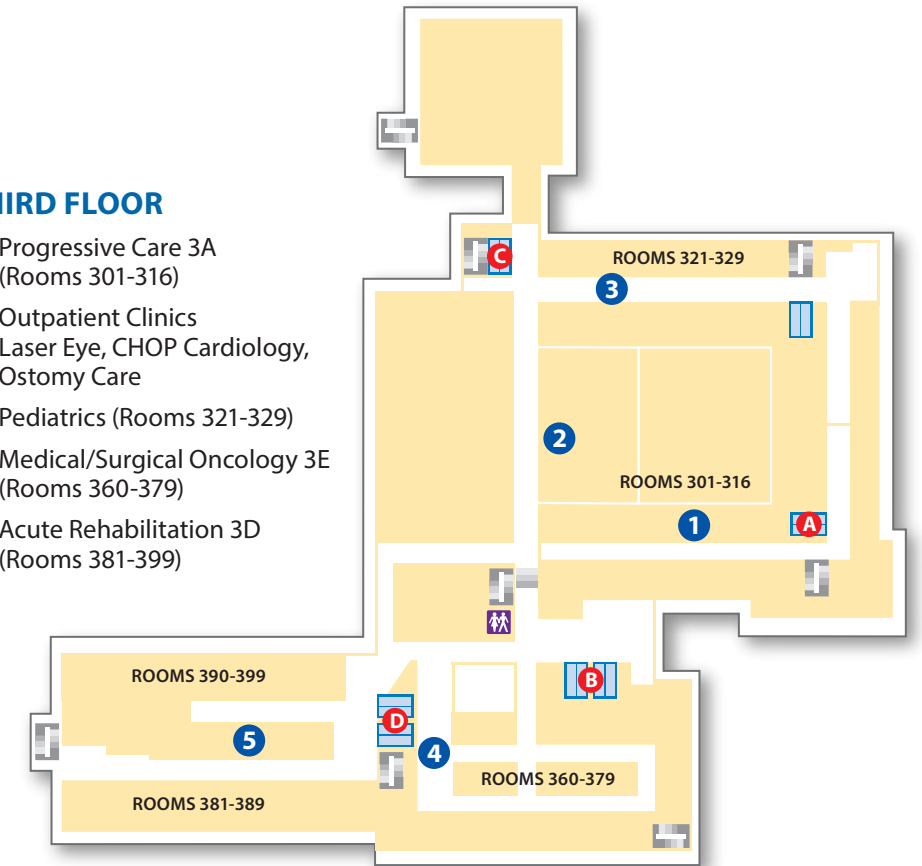 HIRD FLOOR
Progressive Care 3A
(Rooms 301-316)
Outpatient Clinics
Laser Eye, CHOP Cardiology,
Ostomy Care
Pediatrics (Rooms 321-329)
Medical/Surgical Oncology 3E
(Rooms 360-379)
Acute Rehabilitation 3D
(Rooms 381-399)
C
ROOMS 321-329
3
2
ROOMS 301-316
1
A
ROOMS 390-399
B
D
5
4
ROOMS 360-379
ROOMS 381-389